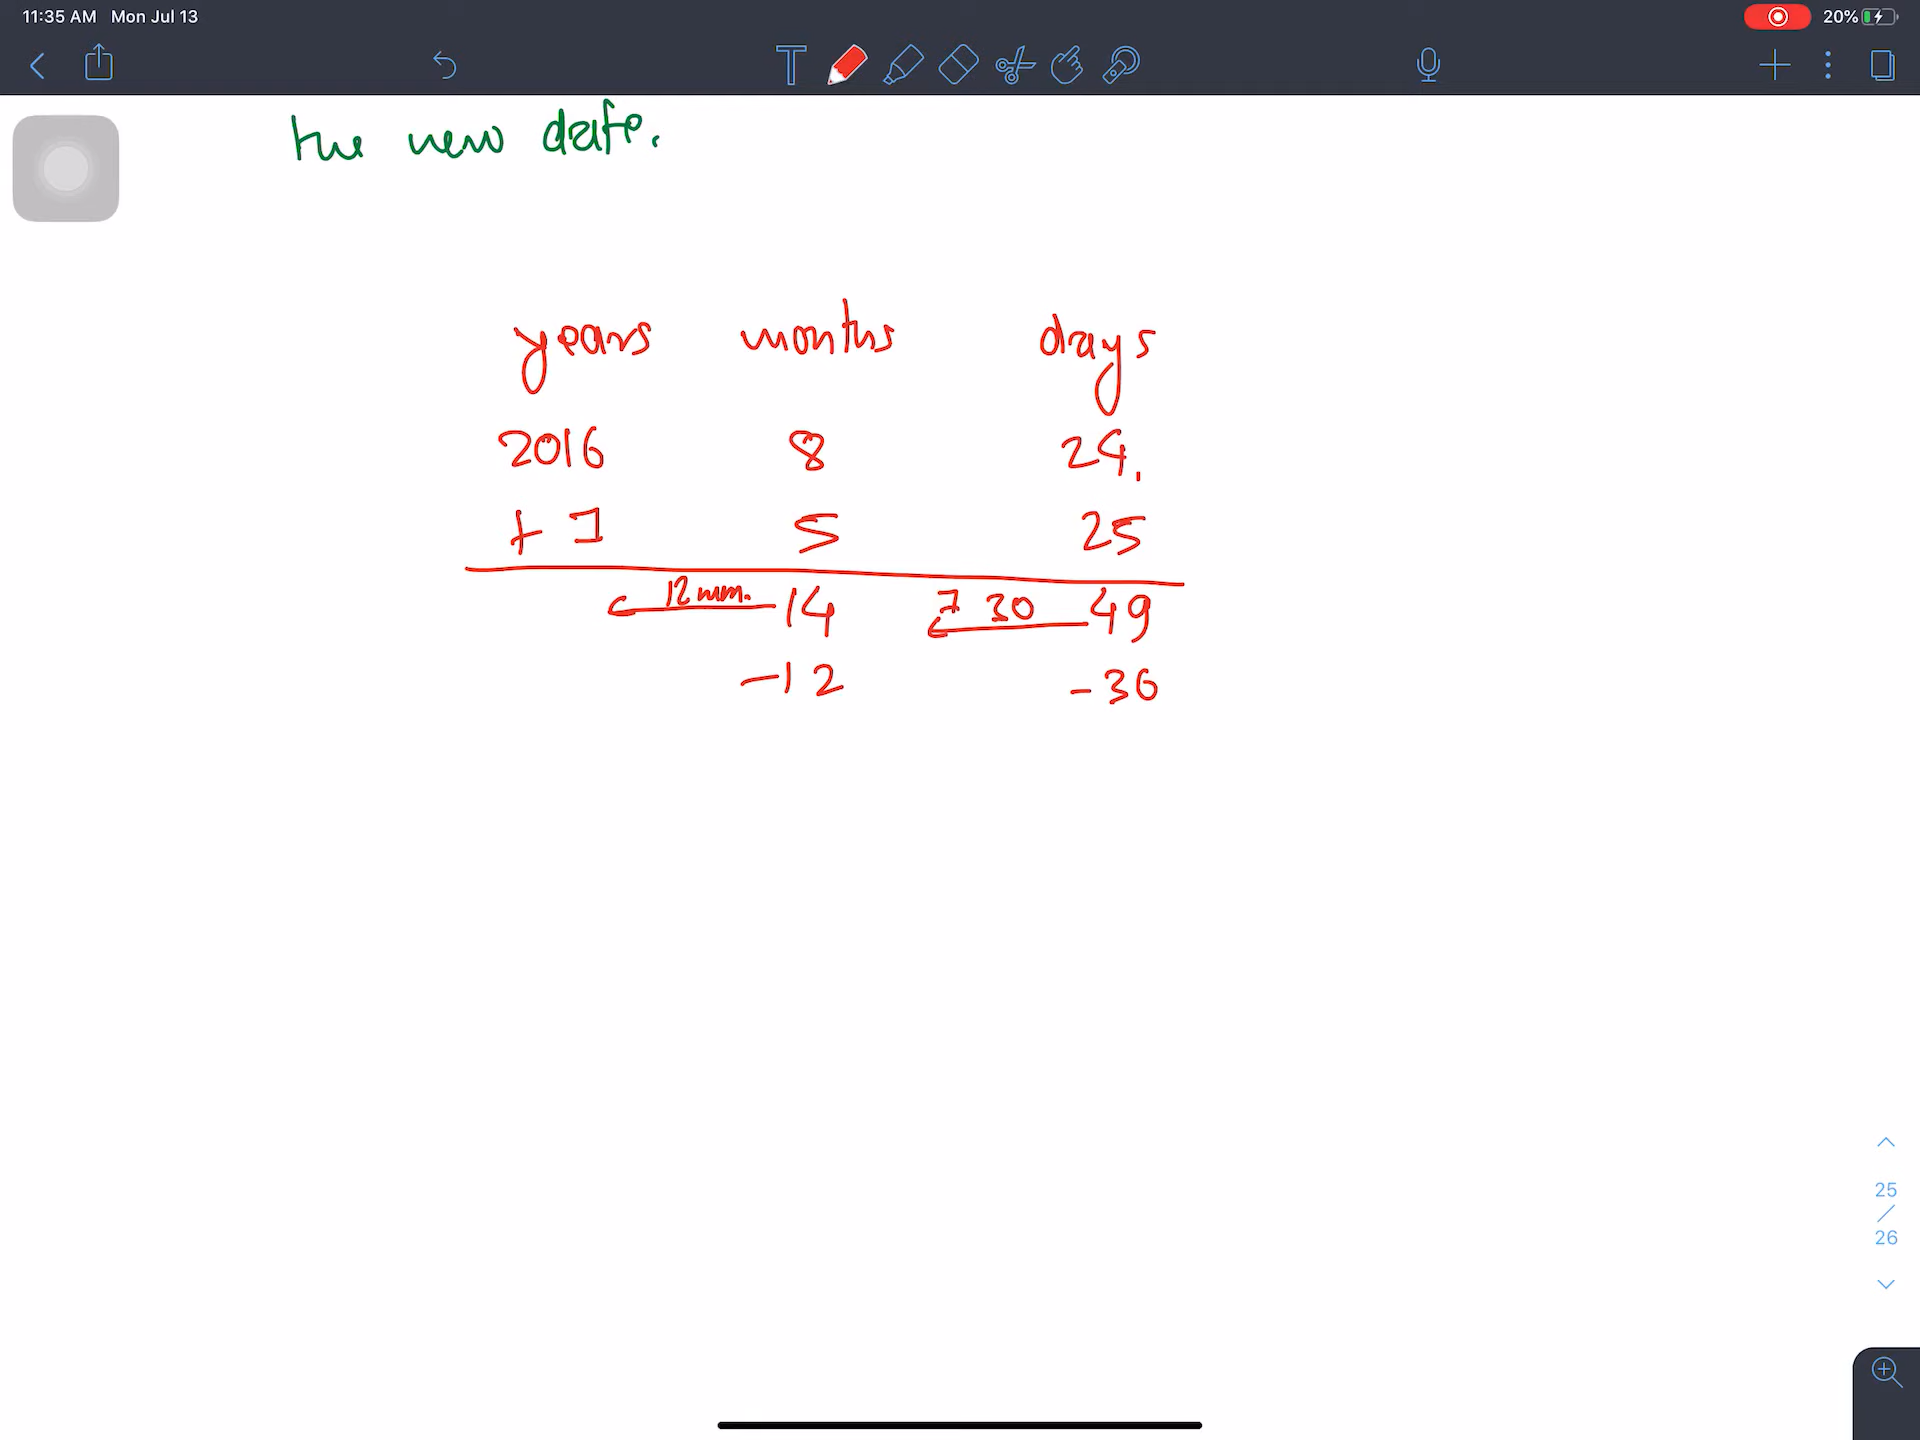 11:35 AM Mon Jul 13 20%
the new date.
years months days
2016 8 24.
+ 1 5 25
12 mm. 14 30 49
-12 -30
25
/
26